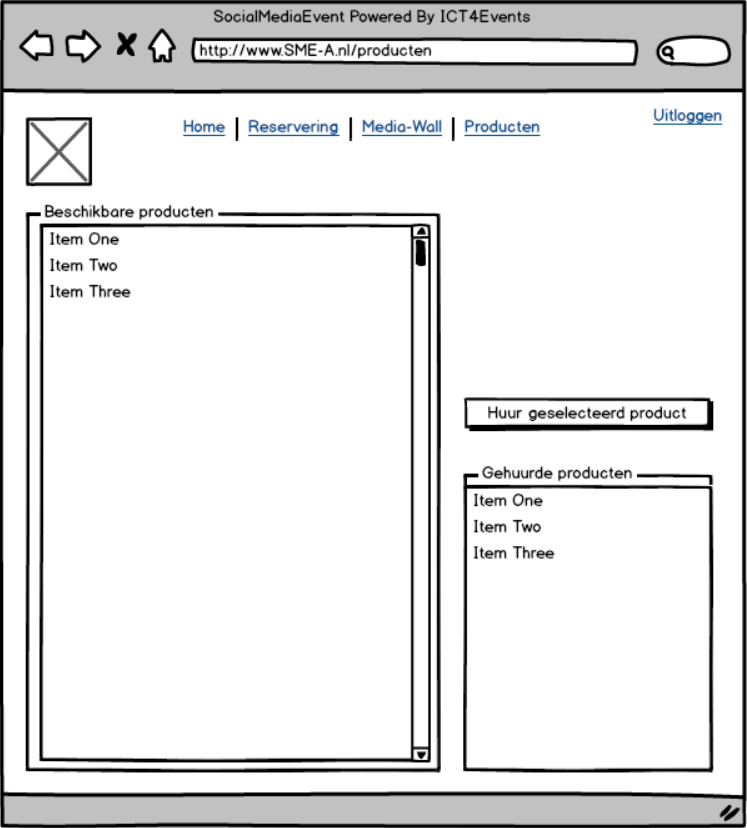 SocialMediaEvent Powered By ICT4Events
http://www.SME-A.nl/producten
Uitloggen
Home | Reservering | Media-Wall | Producten
Beschikbare producten
Item One
Item Two
Item Three
Huur geselecteerd product
Gehuurde producten
Item One
Item Two
Item Three